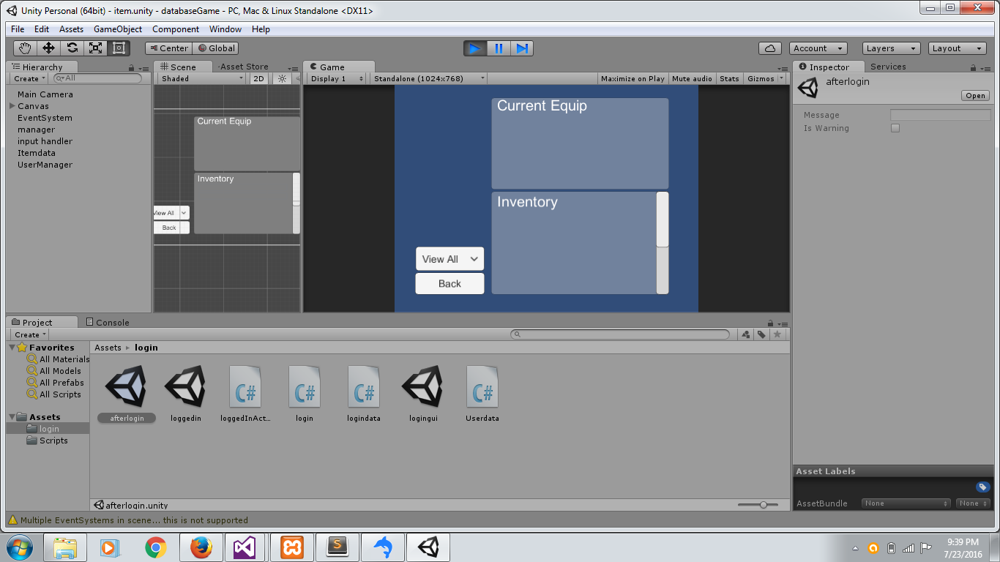 Unity Personal (64bit) - item.unity - databaseGame - PC, Mac & Linux Standalone <DX11>
File Edit Assets GameObject Component Window Help
Center Global Account Layers Layout
Hierarchy
Create All
Main Camera
Canvas
EventSystem
manager
input handler
Itemdata
UserManager
Scene Asset Store
Shaded 2D
Current Equip
Inventory
View All
Back
Game
Display 1 Standalone (1024x768) Maximize on Play Mute audio Stats Gizmos
Current Equip
Inventory
View All
Back
Inspector Services
afterlogin
Open
Message
Is Warning
Project Console
Create
Favorites
All Materials
All Models
All Prefabs
All Scripts
Assets
login
Scripts
Assets ▸ login
afterlogin loggedin loggedInAct... login logindata logingui Userdata
C# C# C# C#
afterlogin.unity
Asset Labels
AssetBundle None None
Multiple EventSystems in scene... this is not supported
9:39 PM
7/23/2016